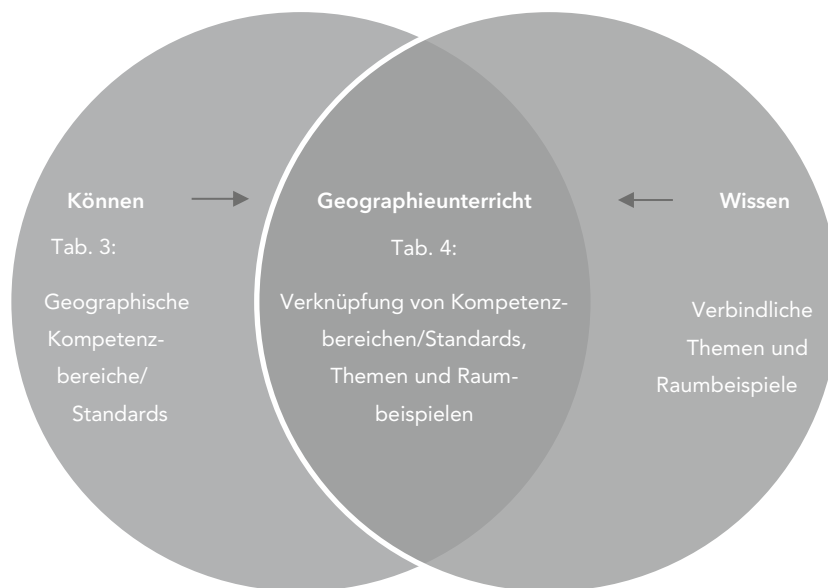 Können
Tab. 3:
Geographische
Kompetenz-
bereiche/
Standards
Geographieunterricht
Tab. 4:
Verknüpfung von Kompetenz-
bereichen/Standards,
Themen und Raum-
beispielen
Wissen
Verbindliche
Themen und
Raumbeispiele